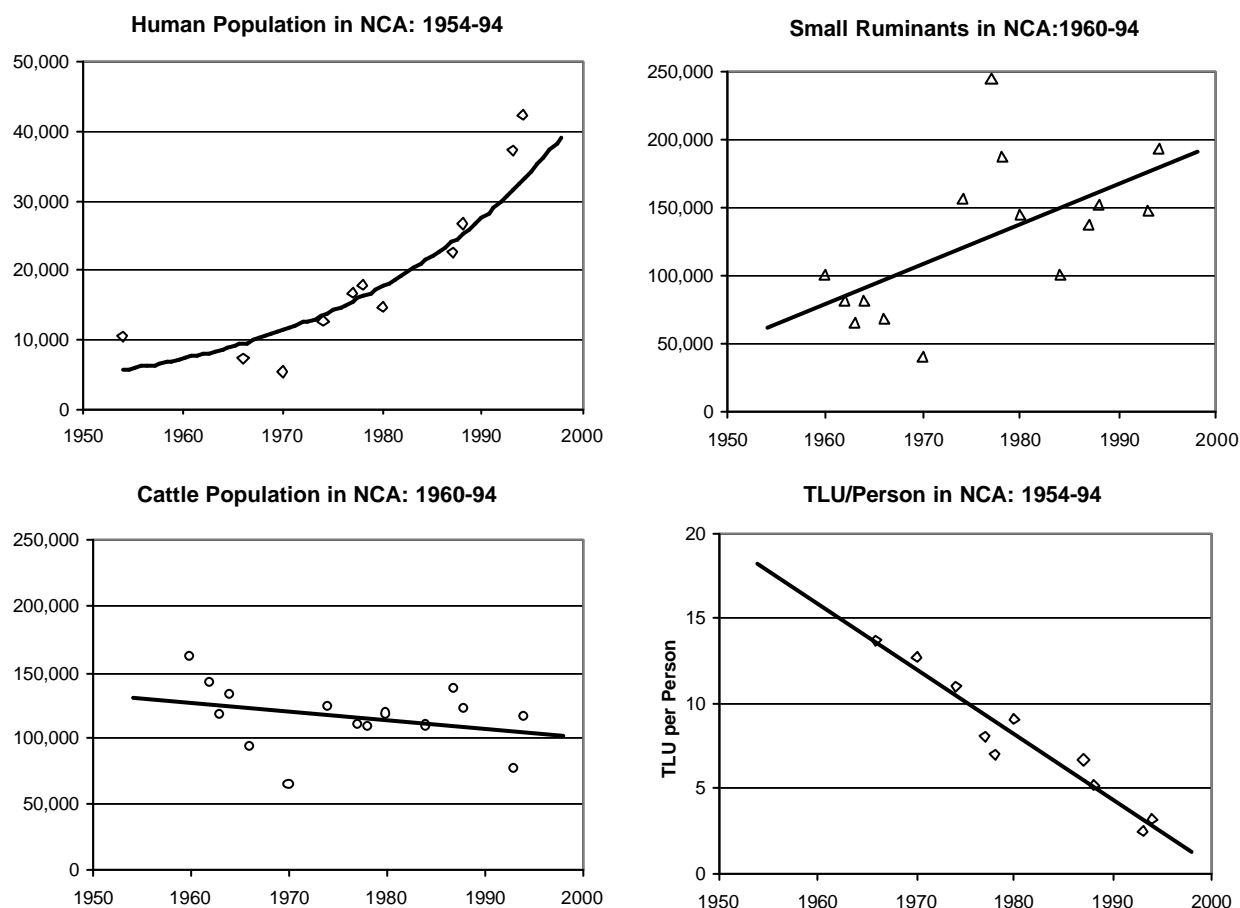 Human Population in NCA: 1954-94
50,000
40,000
30,000
20,000
10,000
0
1950 1960 1970 1980 1990 2000
Small Ruminants in NCA:1960-94
250,000
200,000
150,000
100,000
50,000
0
1950 1960 1970 1980 1990 2000
Cattle Population in NCA: 1960-94
250,000
200,000
150,000
100,000
50,000
0
1950 1960 1970 1980 1990 2000
TLU/Person in NCA: 1954-94
TLU per Person
20
15
10
5
0
1950 1960 1970 1980 1990 2000